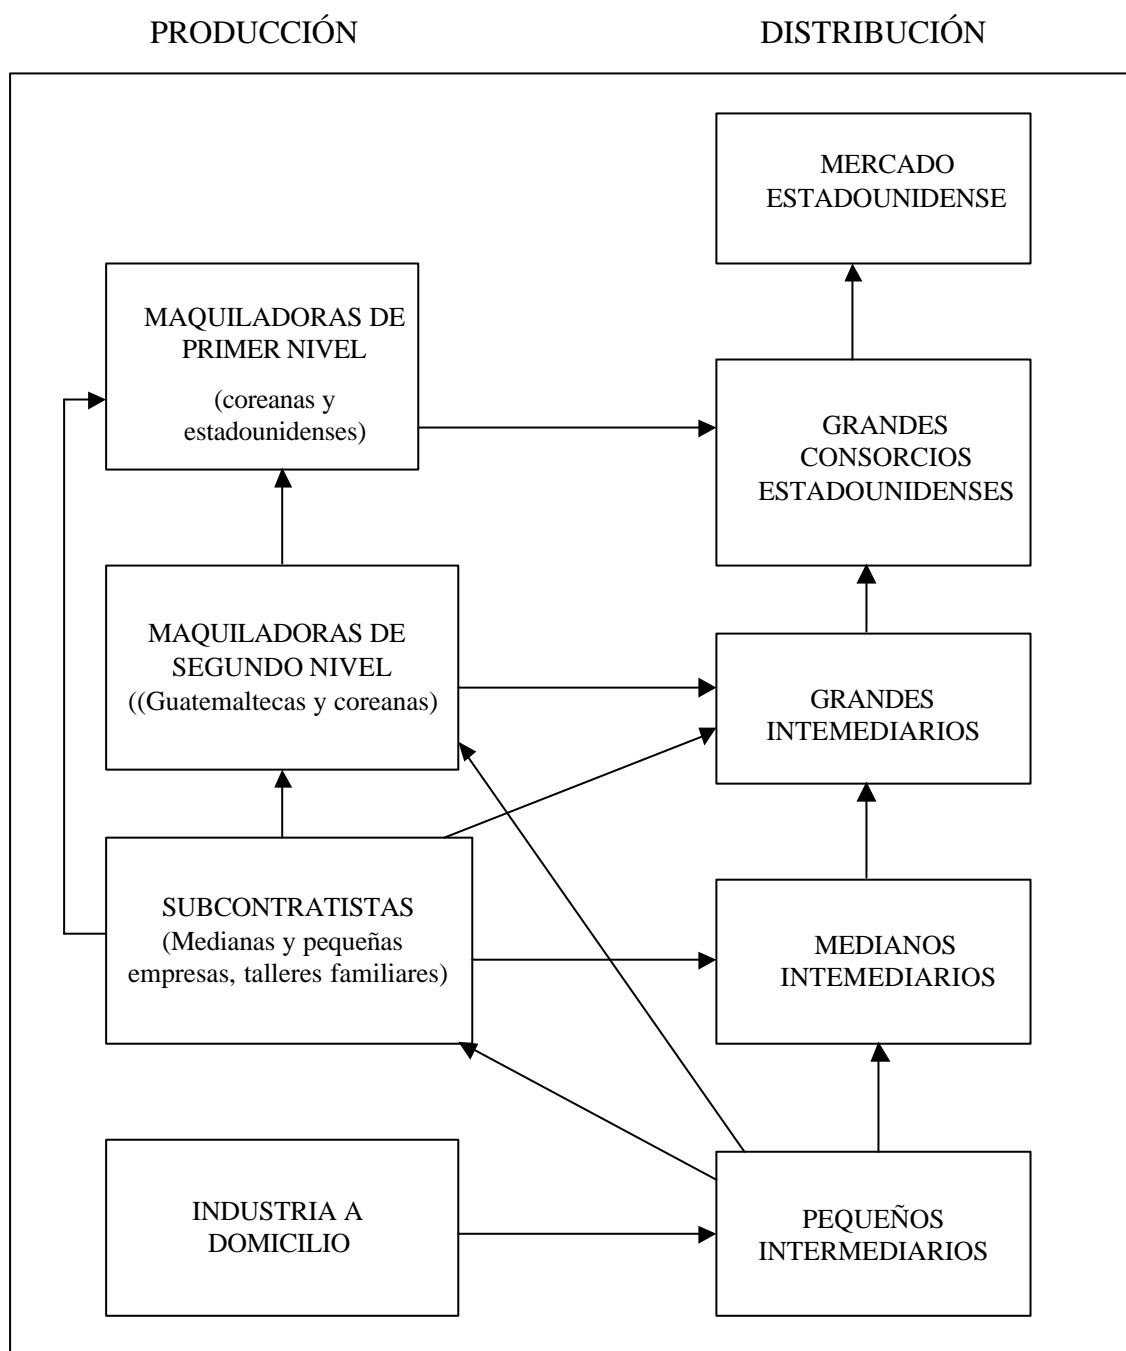 PRODUCCIÓN
DISTRIBUCIÓN
MERCADO
ESTADOUNIDENSE
MAQUILADORAS DE
PRIMER NIVEL
(coreanas y
estadounidenses)
GRANDES
CONSORCIOS
ESTADOUNIDENSES
MAQUILADORAS DE
SEGUNDO NIVEL
((Guatemaltecas y coreanas)
GRANDES
INTEMEDIARIOS
SUBCONTRATISTAS
(Medianas y pequeñas
empresas, talleres familiares)
MEDIANOS
INTEMEDIARIOS
INDUSTRIA A
DOMICILIO
PEQUEÑOS
INTERMEDIARIOS